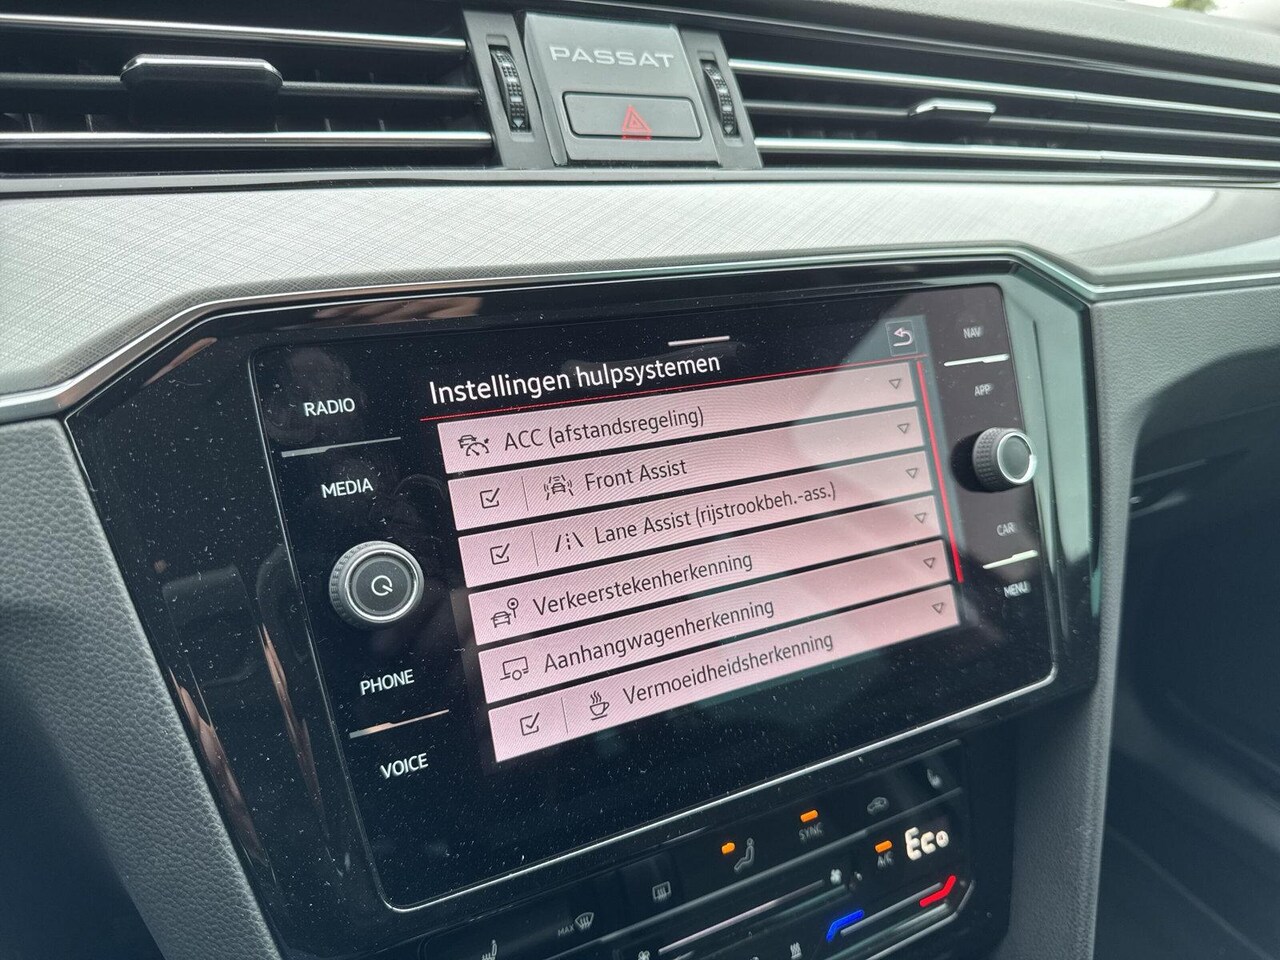 PASSAT
RADIO
MEDIA
PHONE
VOICE
Instellingen hulpsystemen
ACC (afstandsregeling)
Front Assist
Lane Assist (rijstrookbeh.-ass.)
Verkeerstekenherkenning
Aanhangwagenherkenning
Vermoeidheidsherkenning
NAV
APP
CAR
MENU
SYNC
A/C
Eco
MAX